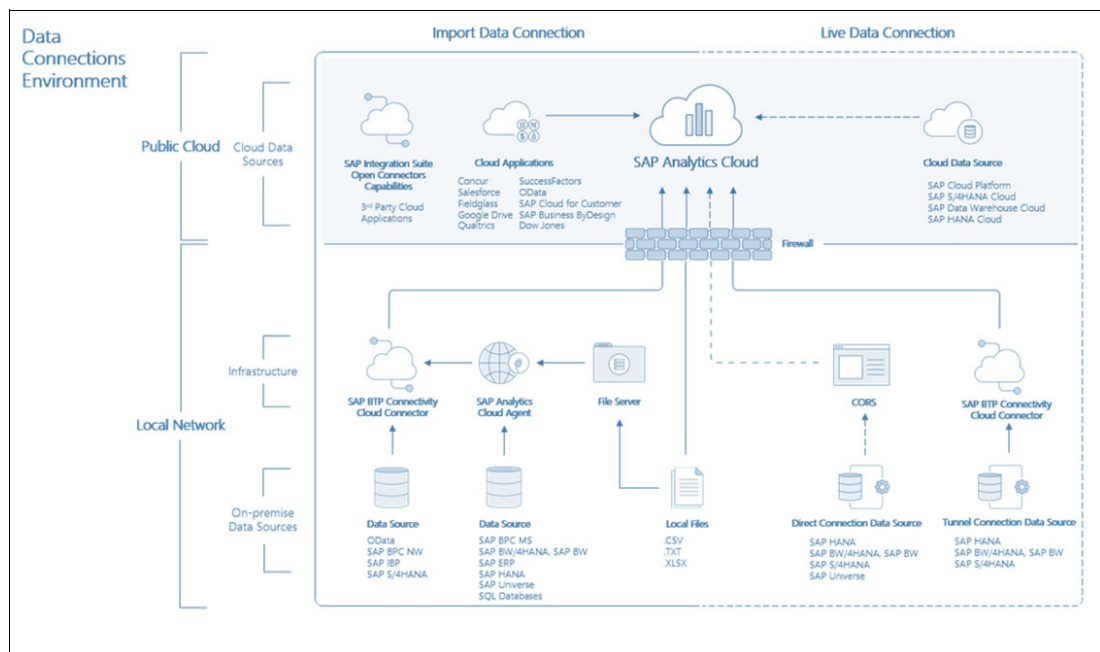 Data
Connections
Environment
Import Data Connection
Live Data Connection
Public Cloud
Cloud Data
Sources
SAP Integration Suite
Open Connectors
Capabilities
3rd Party Cloud
Applications
Cloud Applications
Concur
Salesforce
Fieldglass
Google Drive
Qualtrics
SuccessFactors
OData
SAP Cloud for Customer
SAP Business ByDesign
Dow Jones
SAP Analytics Cloud
Cloud Data Source
SAP Cloud Platform
SAP S/4HANA Cloud
SAP Data Warehouse Cloud
SAP HANA Cloud
Firewall
Local Network
Infrastructure
SAP BTP Connectivity
Cloud Connector
SAP Analytics
Cloud Agent
File Server
CORS
SAP BTP Connectivity
Cloud Connector
On-premise
Data Sources
Data Source
OData
SAP BPC NW
SAP IBP
SAP S/4HANA
Data Source
SAP BPC MS
SAP BW/4HANA, SAP BW
SAP ERP
SAP HANA
SAP Universe
SQL Databases
Local Files
.CSV
.TXT
.XLSX
Direct Connection Data Source
SAP HANA
SAP BW/4HANA, SAP BW
SAP S/4HANA
SAP Universe
Tunnel Connection Data Source
SAP HANA
SAP BW/4HANA, SAP BW
SAP S/4HANA